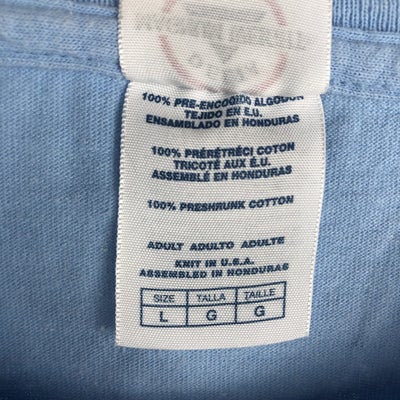 100% PRE-ENCOGIDO ALGODON
TEJIDO EN E.U.
ENSAMBLADO EN HONDURAS
100% PRÉRÉTRÉCI COTON
TRICOTÉ AUX É.U.
ASSEMBLÉ EN HONDURAS
100% PRESHRUNK COTTON
ADULT ADULTO ADULTE
KNIT IN U.S.A.
ASSEMBLED IN HONDURAS
SIZE TALLA TAILLE
L G G